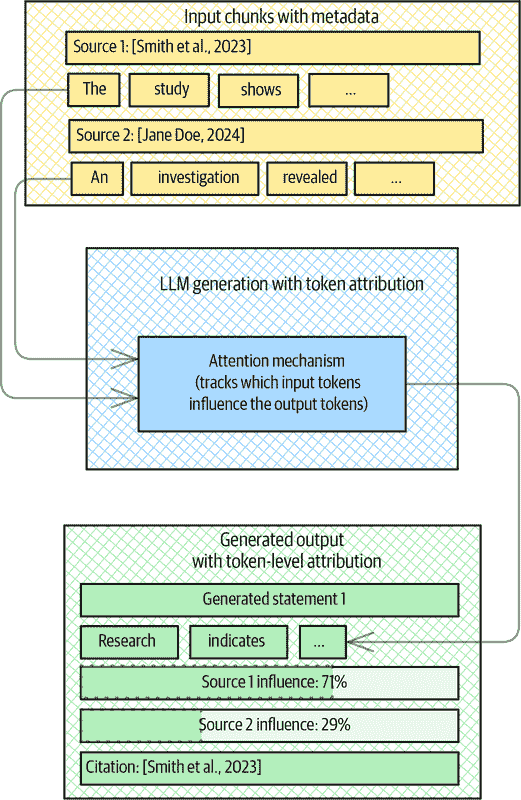 Input chunks with metadata
Source 1: [Smith et al., 2023]
The study shows ...
Source 2: [Jane Doe, 2024]
An investigation revealed ...
LLM generation with token attribution
Attention mechanism
(tracks which input tokens
influence the output tokens)
Generated output
with token-level attribution
Generated statement 1
Research indicates ...
Source 1 influence: 71%
Source 2 influence: 29%
Citation: [Smith et al., 2023]